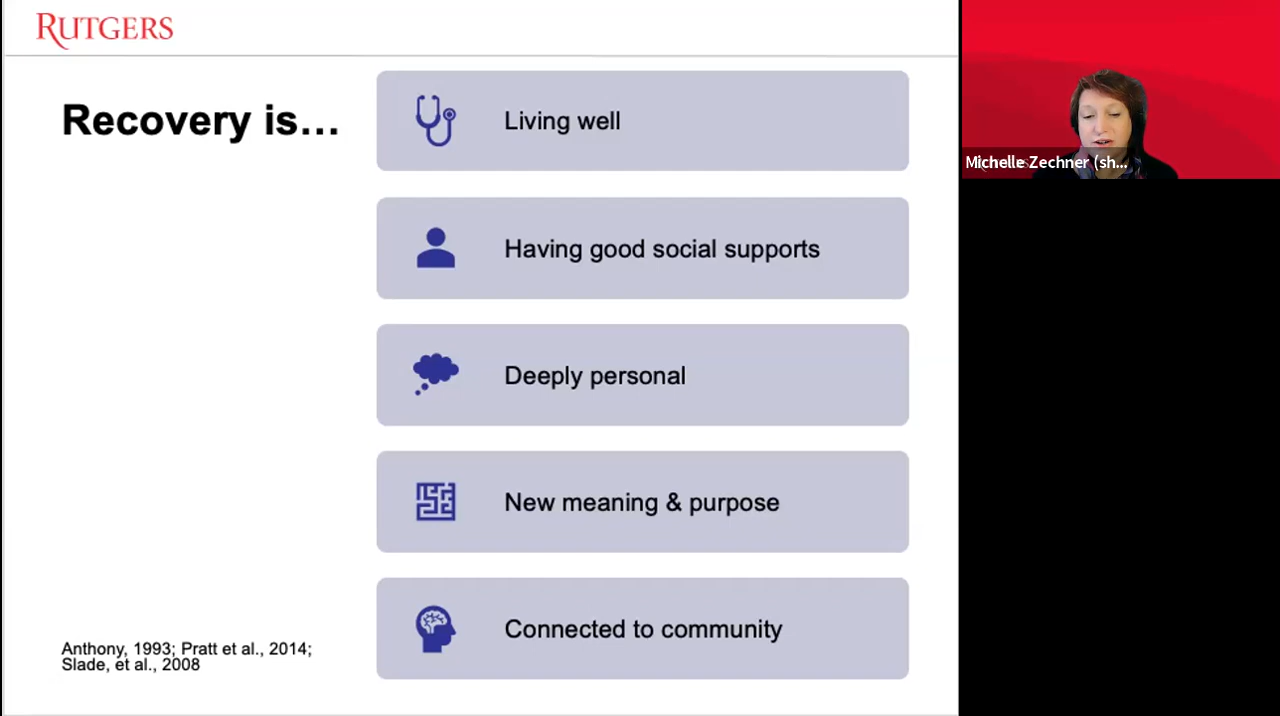 RUTGERS
Recovery is...
Living well
Having good social supports
Deeply personal
New meaning & purpose
Connected to community
Anthony, 1993; Pratt et al., 2014;
Slade, et al., 2008
Michelle Zechner (sh...